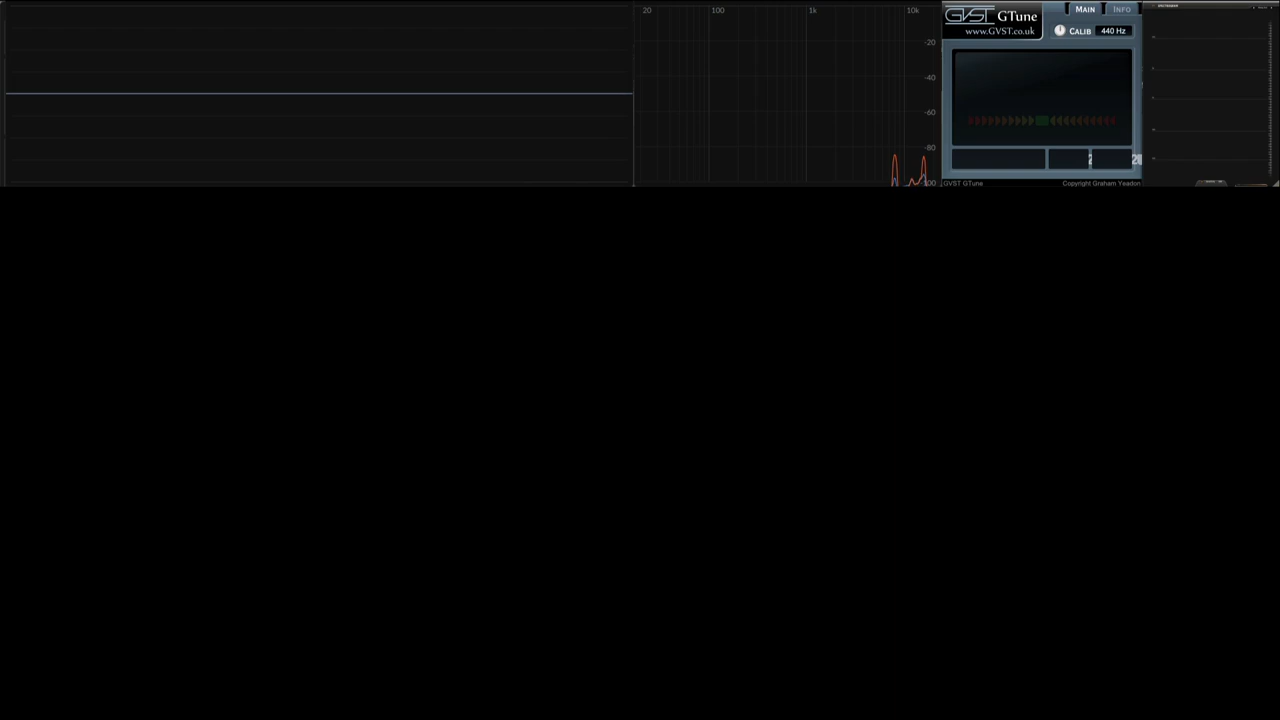 20 100 1k 10k
-20
-40
-60
-80
-100
GVST GTune
www.GVST.co.uk
MAIN INFO
CALIB 440 Hz
GVST GTune Copyright Graham Yeadon